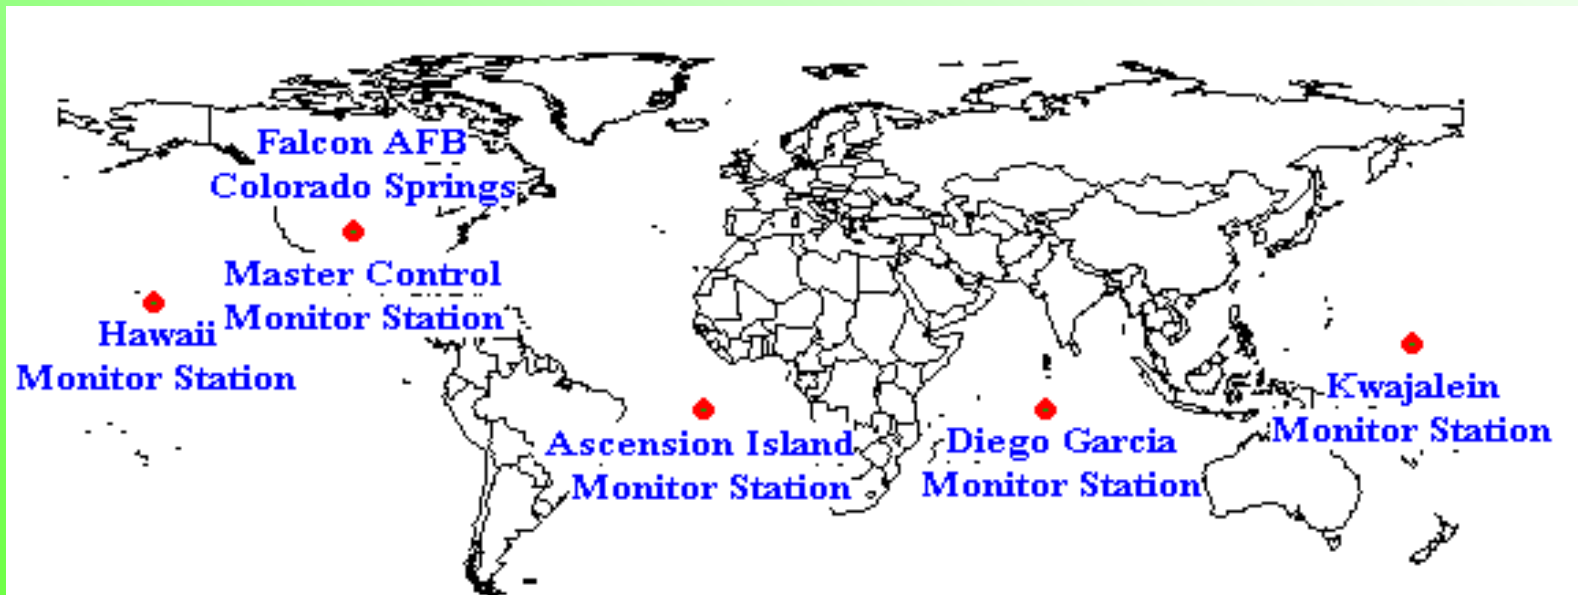 Falcon AFB
Colorado Springs
Master Control
Monitor Station
Hawaii
Monitor Station
Ascension Island
Monitor Station
Diego Garcia
Monitor Station
Kwajalein
Monitor Station